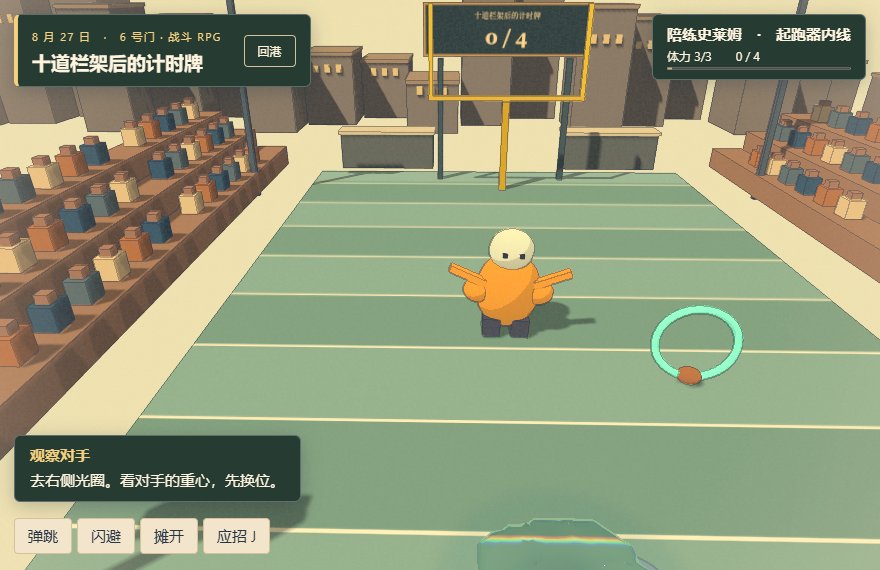 8 月 27 日 · 6 号门 · 战斗 RPG
十道栏架后的计时牌
回港
十道栏架后的计时牌
0 / 4
陪练史莱姆 · 起跑器内线
体力 3/3 0 / 4
观察对手
去右侧光圈。看对手的重心，先换位。
弹跳
闪避
摊开
应招 J